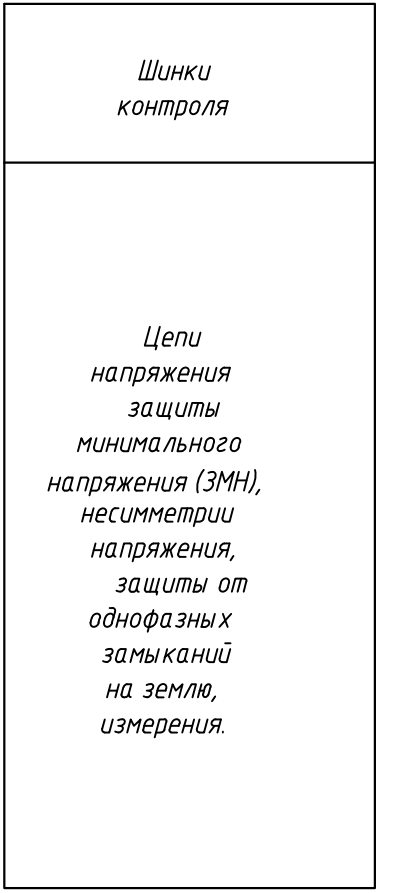 Шинки
контроля
Цепи
напряжения
защиты
минимального
напряжения (ЗМН),
несимметрии
напряжения,
защиты от
однофазных
замыканий
на землю,
измерения.